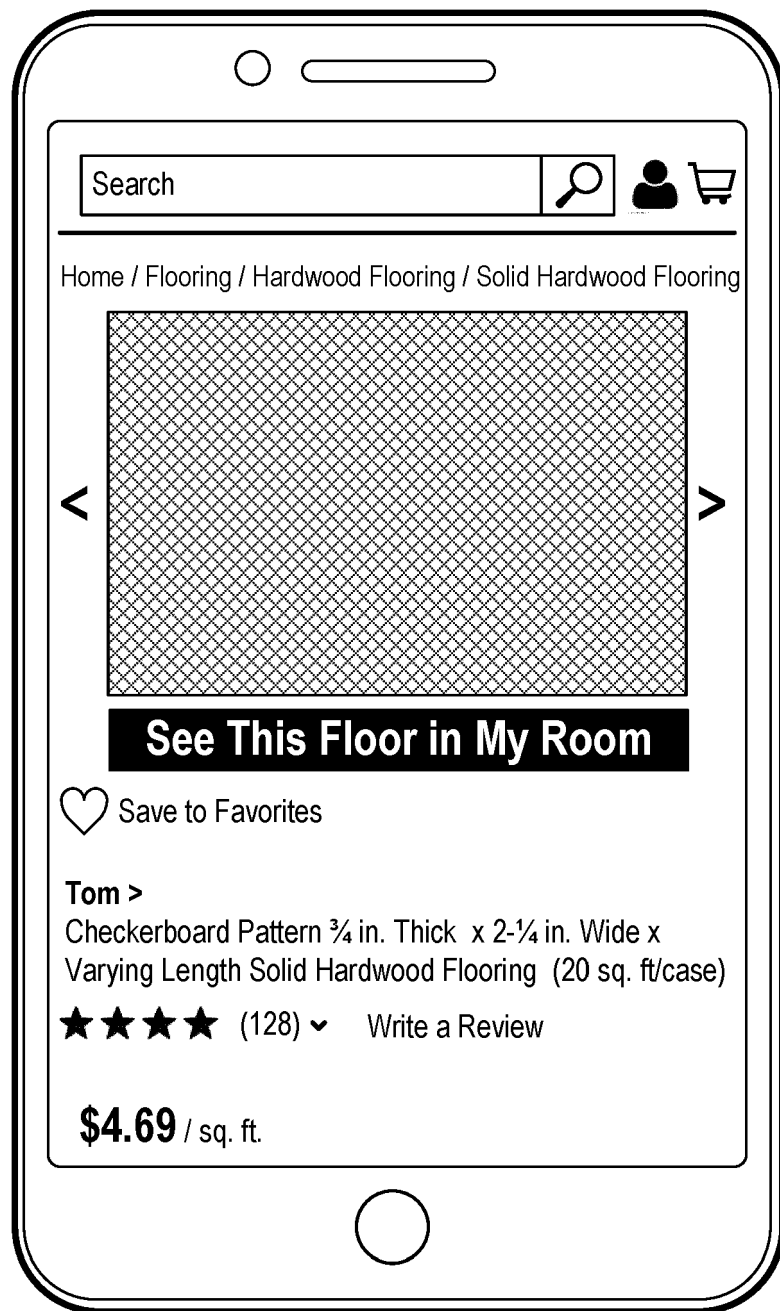 Search
Home / Flooring / Hardwood Flooring / Solid Hardwood Flooring
< >
See This Floor in My Room
Save to Favorites
Tom >
Checkerboard Pattern ¾ in. Thick x 2-¼ in. Wide x
Varying Length Solid Hardwood Flooring (20 sq. ft/case)
(128) Write a Review
$4.69 / sq. ft.